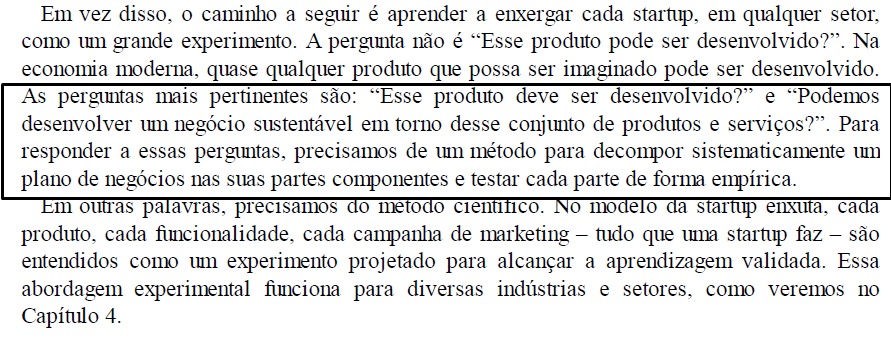 Em vez disso, o caminho a seguir é aprender a enxergar cada startup, em qualquer setor,
como um grande experimento. A pergunta não é “Esse produto pode ser desenvolvido?”. Na
economia moderna, quase qualquer produto que possa ser imaginado pode ser desenvolvido.
As perguntas mais pertinentes são: “Esse produto deve ser desenvolvido?” e “Podemos
desenvolver um negócio sustentável em torno desse conjunto de produtos e serviços?”. Para
responder a essas perguntas, precisamos de um método para decompor sistematicamente um
plano de negócios nas suas partes componentes e testar cada parte de forma empírica.
Em outras palavras, precisamos do método científico. No modelo da startup enxuta, cada
produto, cada funcionalidade, cada campanha de marketing – tudo que uma startup faz – são
entendidos como um experimento projetado para alcançar a aprendizagem validada. Essa
abordagem experimental funciona para diversas indústrias e setores, como veremos no
Capítulo 4.